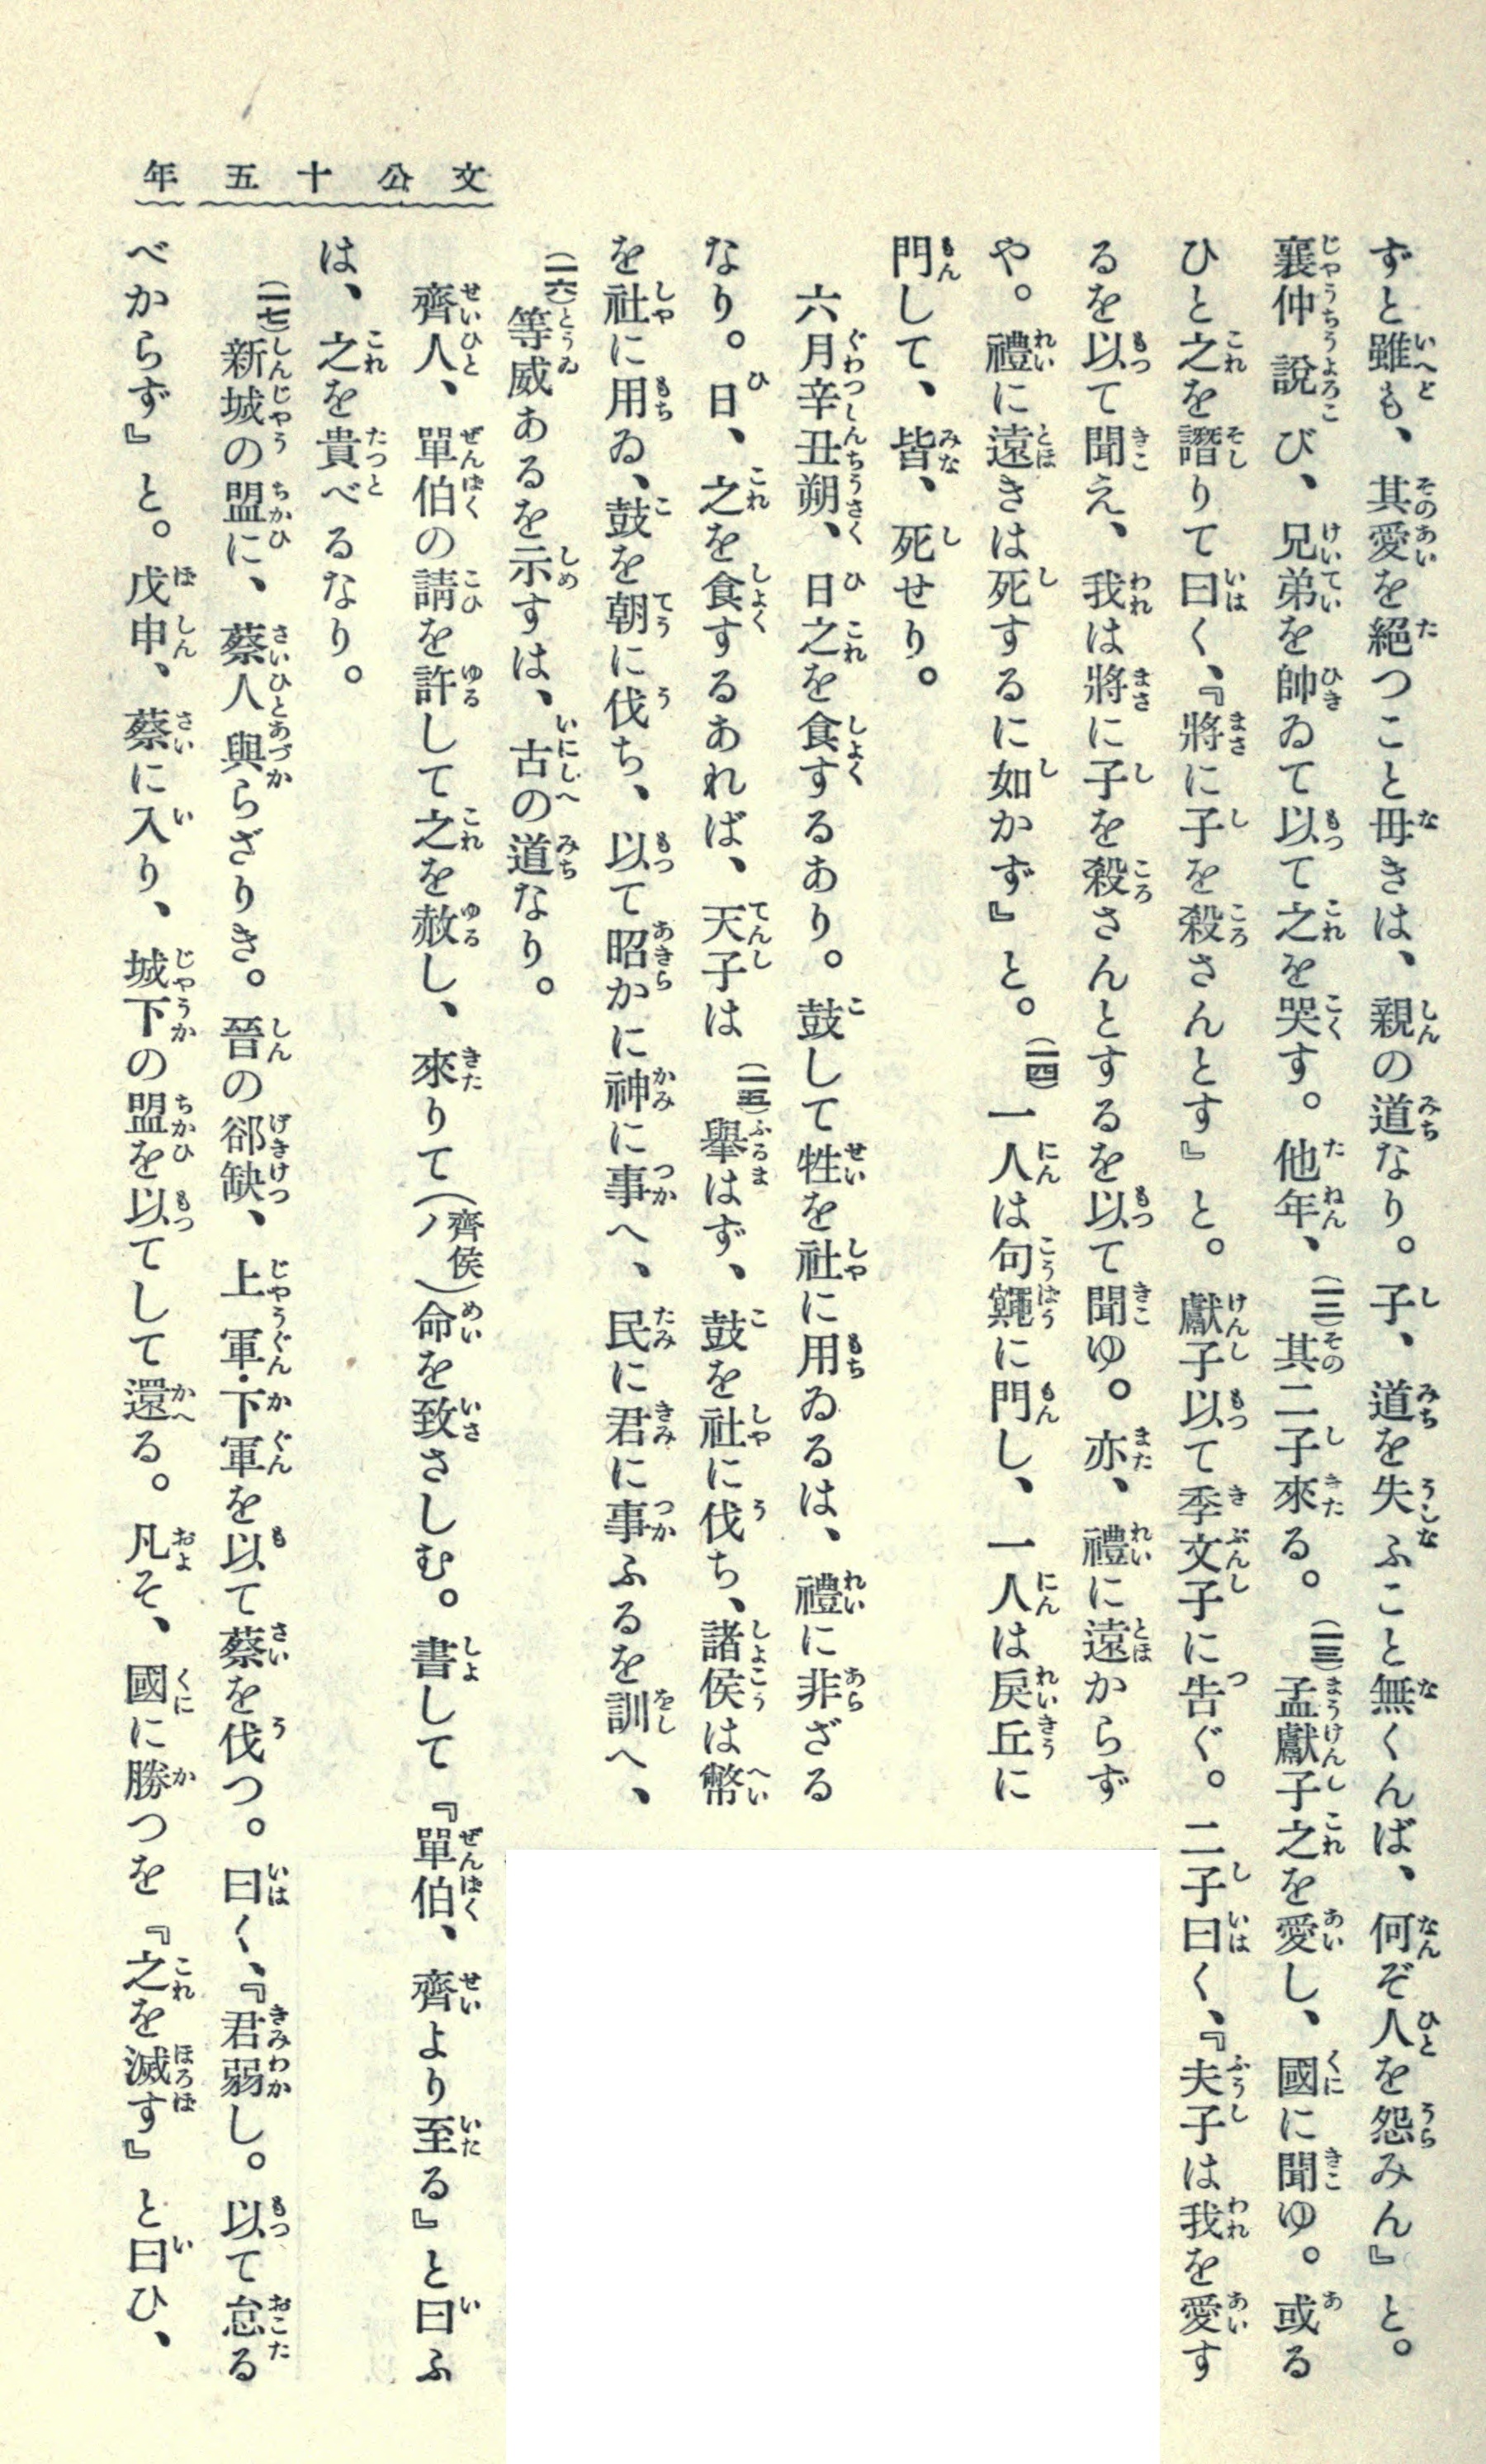 文公十五年
ずと雖も、其愛を絕つこと毋きは、親の道なり。子、道を失ふこと無くんば、何ぞ人を怨みん』と。
襄仲說び、兄弟を帥ゐて以て之を哭す。他年、(一二)其二子來る。(一三)孟獻子之を愛し、國に聞ゆ。或る
ひと之を譖りて曰く、『將に子を殺さんとす』と。獻子以て季文子に吿ぐ。二子曰く、『夫子は我を愛す
るを以て聞え、我は將に子を殺さんとするを以て聞ゆ。亦、禮に遠からず
や。禮に遠きは死するに如かず』と。(一四)一人は句鼆に門し、一人は戾丘に
門して、皆、死せり。
六月辛丑朔、日之を食するあり。鼓して牲を社に用ゐるは、禮に非ざる
なり。日、之を食するあれば、天子は(一五)擧はず、鼓を社に伐ち、諸侯は幣
を社に用ゐ、鼓を朝に伐ち、以て昭かに神に事へ、民に君に事ふるを訓へ、
(一六)等威あるを示すは、古の道なり。
齊人、單伯の請を許して之を赦し、來りて(齊侯ノ)命を致さしむ。書して『單伯、齊より至る』と曰ふ
は、之を貴べるなり。
(一七)新城の盟に、蔡人與らざりき。晉の郤缺、上軍・下軍を以て蔡を伐つ。曰く、『君弱し。以て怠る
べからず』と。戊申、蔡に入り、城下の盟を以てして還る。凡そ、國に勝つを『之を滅す』と曰ひ、